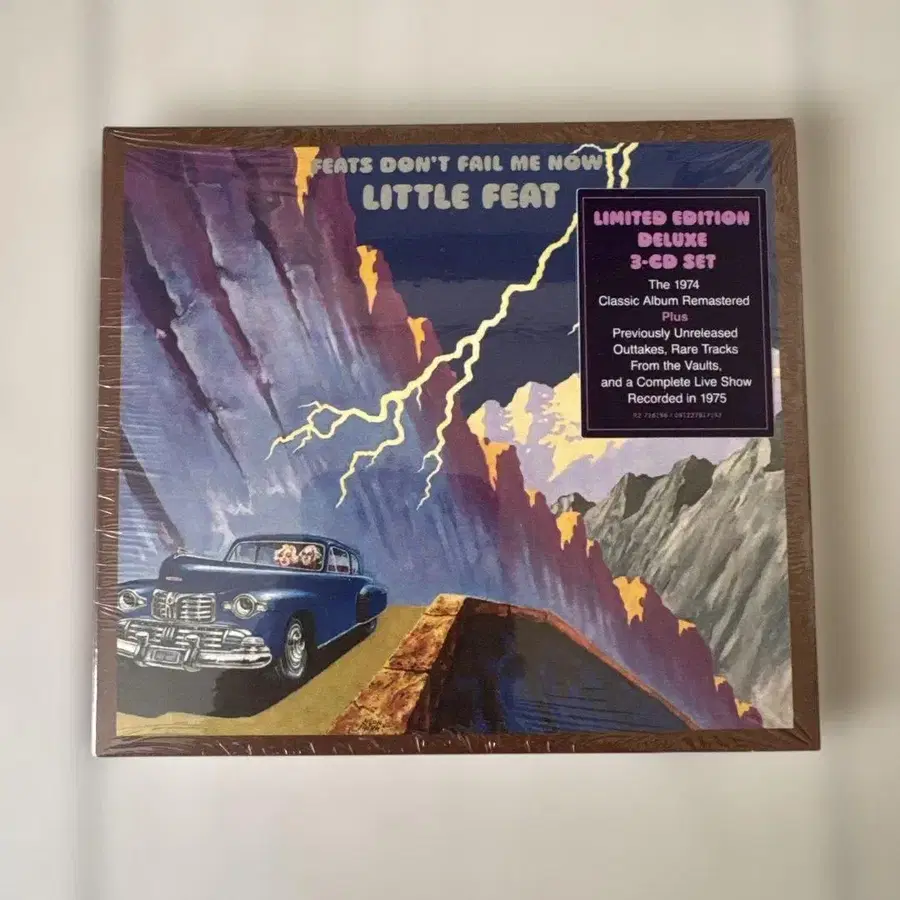 FEATS DON'T FAIL ME NOW
LITTLE FEAT
LIMITED EDITION
DELUXE
3-CD SET
The 1974
Classic Album Remastered
Plus
Previously Unreleased
Outtakes, Rare Tracks
From the Vaults,
and a Complete Live Show
Recorded in 1975